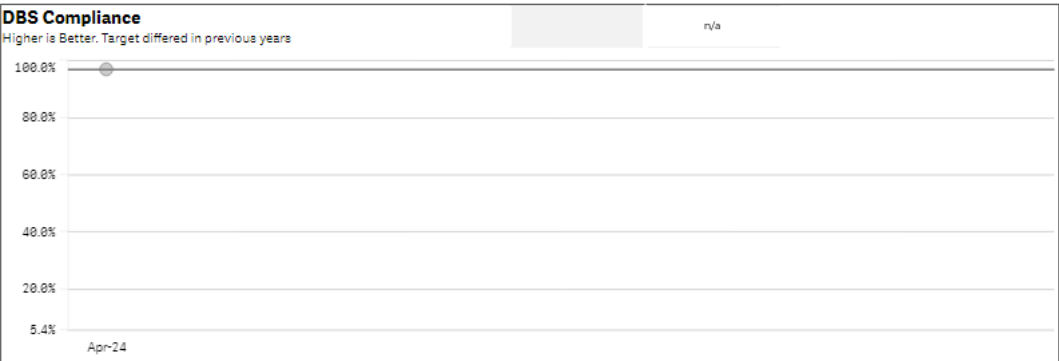 DBS Compliance
Higher is Better. Target differed in previous years
n/a
100.0%
80.0%
60.0%
40.0%
20.0%
5.4%
Apr-24